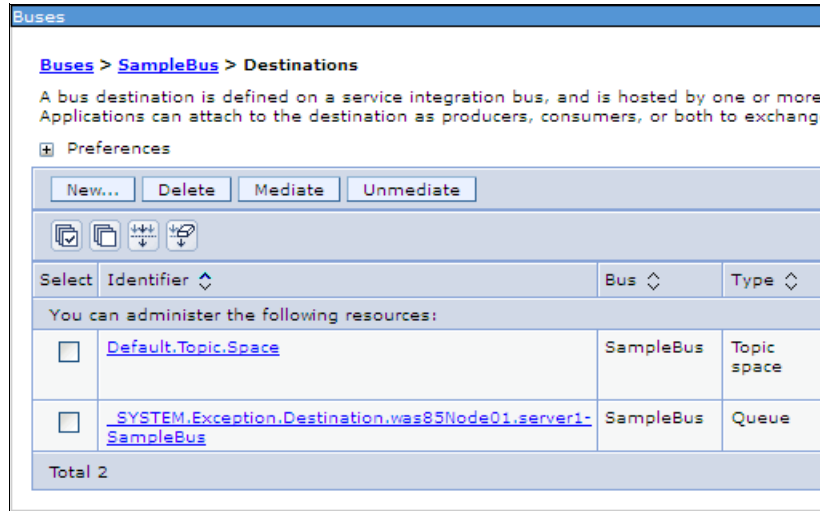 Buses
Buses > SampleBus > Destinations
A bus destination is defined on a service integration bus, and is hosted by one or more
Applications can attach to the destination as producers, consumers, or both to exchang
Preferences
New... Delete Mediate Unmediate
Select Identifier Bus Type
You can administer the following resources:
Default.Topic.Space SampleBus Topic
space
_SYSTEM.Exception.Destination.was85Node01.server1- SampleBus Queue
SampleBus
Total 2